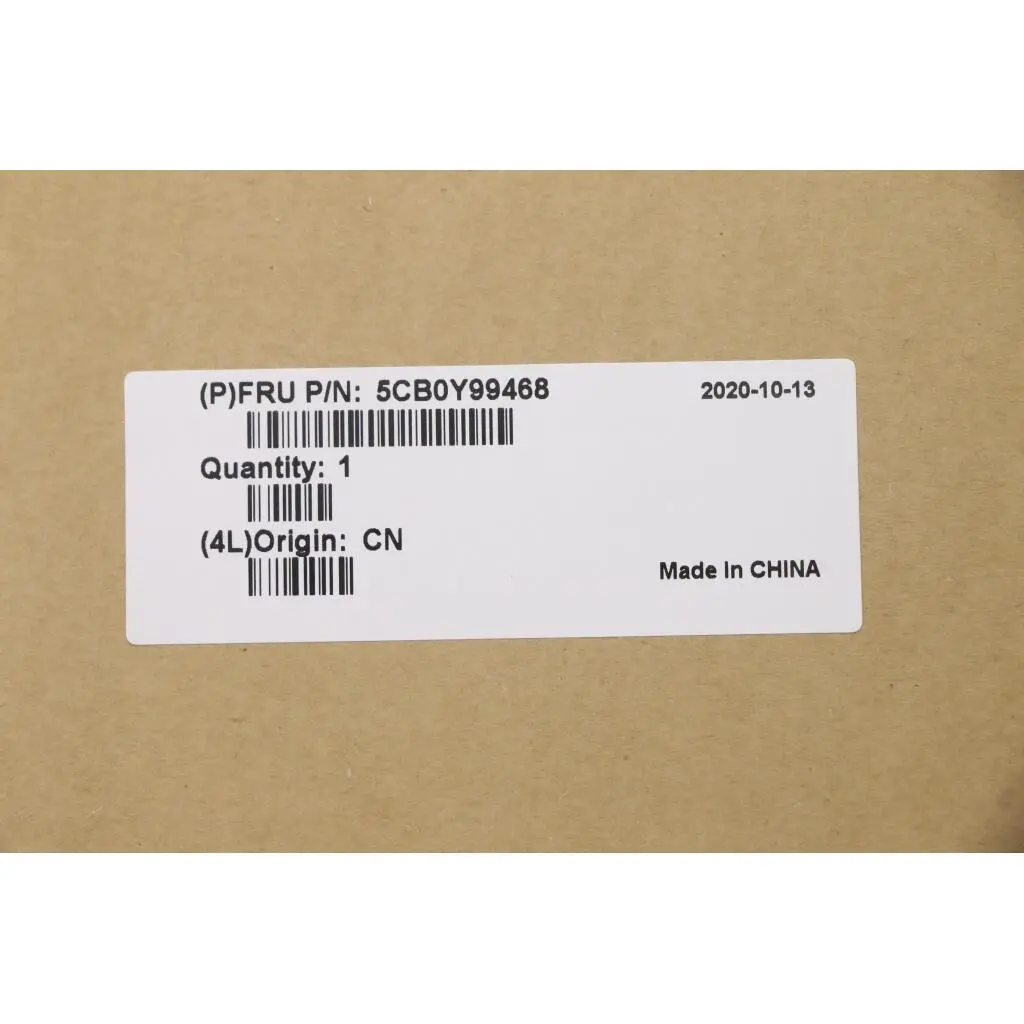 (P)FRU P/N: 5CB0Y99468
2020-10-13
Quantity: 1
(4L)Origin: CN
Made In CHINA